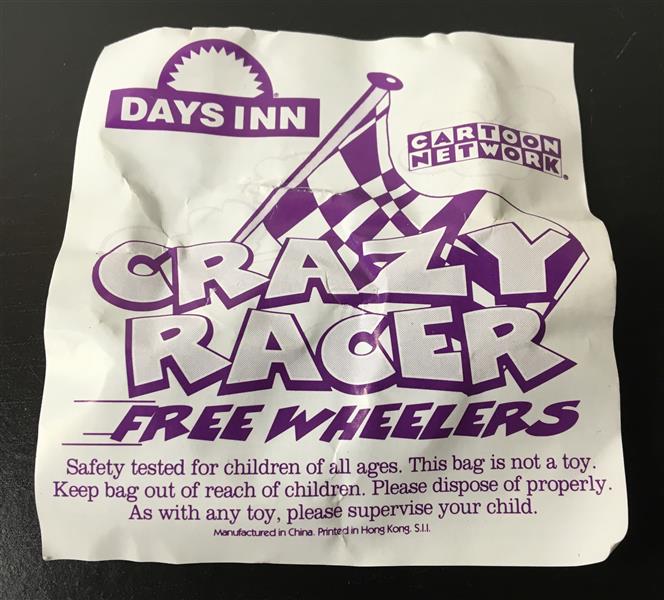 DAYS INN
CARTOON
NETWORK
CRAZY
RACER
FREE WHEELERS
Safety tested for children of all ages. This bag is not a toy.
Keep bag out of reach of children. Please dispose of properly.
As with any toy, please supervise your child.
Manufactured in China. Printed in Hong Kong. S.I.I.